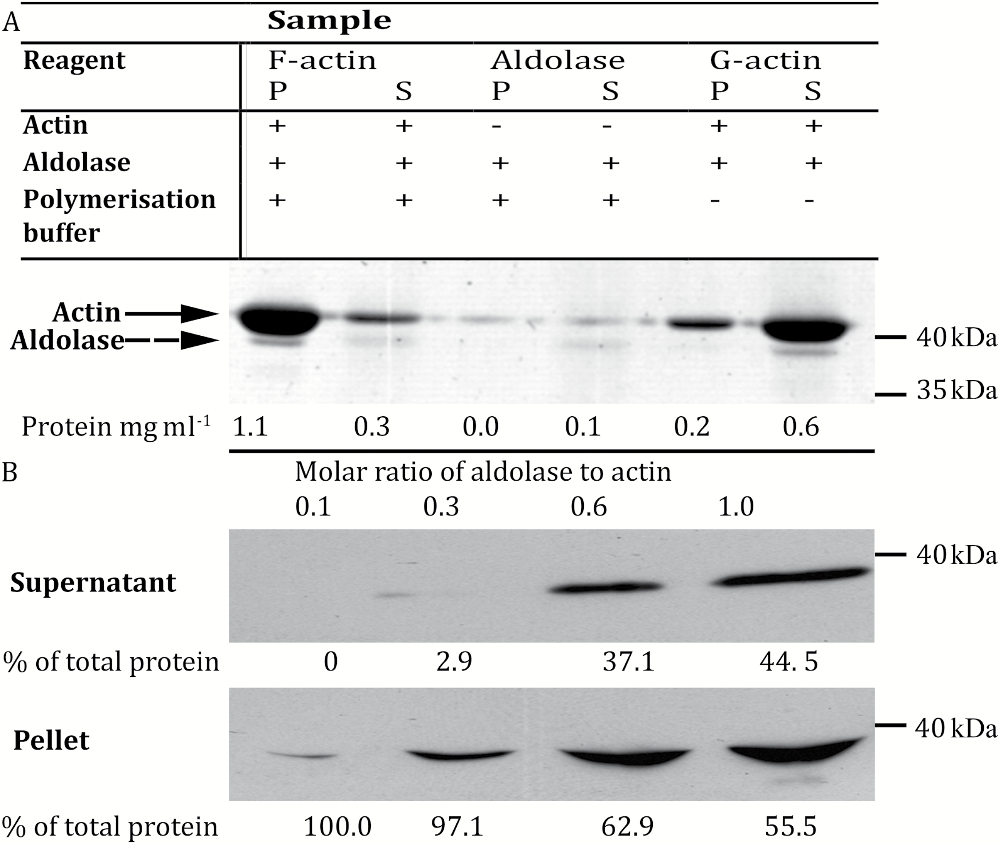 A
Sample
Reagent F-actin Aldolase G-actin
P S P S P S
Actin + + - - + +
Aldolase + + + + + +
Polymerisation + + + + - -
buffer
Actin
Aldolase
40 kDa
35 kDa
Protein mg ml-1 1.1 0.3 0.0 0.1 0.2 0.6
B
Molar ratio of aldolase to actin
0.1 0.3 0.6 1.0
40 kDa
Supernatant
% of total protein 0 2.9 37.1 44. 5
40 kDa
Pellet
% of total protein 100.0 97.1 62.9 55.5